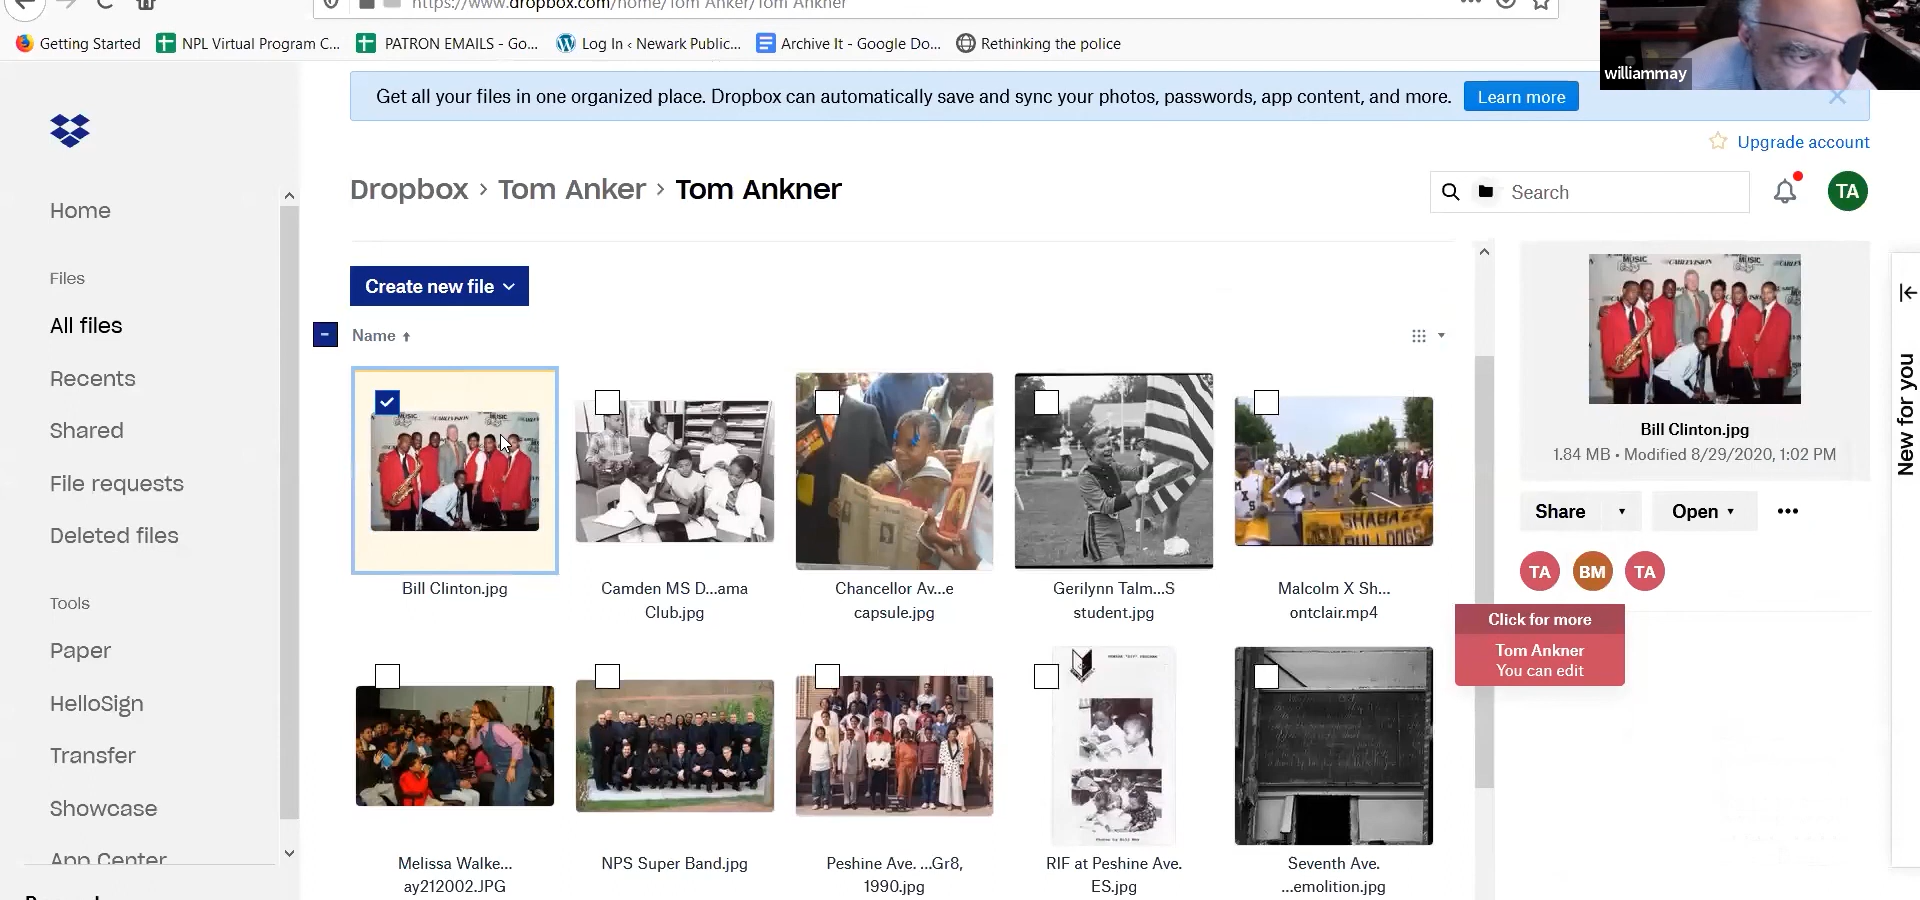 https://www.dropbox.com/home/Tom Anker/Tom Ankner
Getting Started
NPL Virtual Program C...
PATRON EMAILS - Go...
Log In ‹ Newark Public...
Archive It - Google Do...
Rethinking the police
williammay
Get all your files in one organized place. Dropbox can automatically save and sync your photos, passwords, app content, and more.
Learn more
Upgrade account
Dropbox › Tom Anker › Tom Ankner
Search
TA
Home
Files
All files
Recents
Shared
File requests
Deleted files
Tools
Paper
HelloSign
Transfer
Showcase
App Center
Create new file
Name
Bill Clinton.jpg
Camden MS D...ama
Club.jpg
Chancellor Av...e
capsule.jpg
Gerilynn Talm...S
student.jpg
Malcolm X Sh...
ontclair.mp4
Melissa Walke...
ay212002.JPG
NPS Super Band.jpg
Peshine Ave. ...Gr8,
1990.jpg
RIF at Peshine Ave.
ES.jpg
Seventh Ave.
...emolition.jpg
MUSIC
CABLEVISION
Bill Clinton.jpg
1.84 MB • Modified 8/29/2020, 1:02 PM
Share
Open
TA
BM
TA
Click for more
Tom Ankner
You can edit
New for you